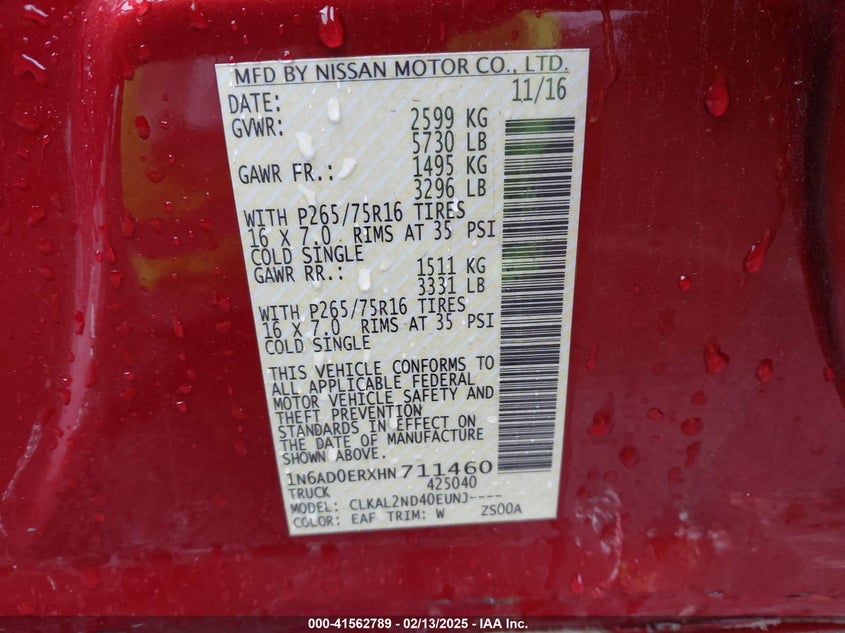 MFD BY NISSAN MOTOR CO., LTD.
DATE: 11/16
GVWR: 2599 KG
5730 LB
GAWR FR.: 1495 KG
3296 LB
WITH P265/75R16 TIRES
16 X 7.0 RIMS AT 35 PSI
COLD SINGLE
GAWR RR.: 1511 KG
3331 LB
WITH P265/75R16 TIRES
16 X 7.0 RIMS AT 35 PSI
COLD SINGLE
THIS VEHICLE CONFORMS TO
ALL APPLICABLE FEDERAL
MOTOR VEHICLE SAFETY AND
THEFT PREVENTION
STANDARDS IN EFFECT ON
THE DATE OF MANUFACTURE
SHOWN ABOVE.
1N6AD0ERXHN711460
TRUCK 425040
MODEL: CLKAL2ND40EUNJ----
COLOR: EAF TRIM: W ZS00A
000-41562789 - 02/13/2025 - IAA Inc.